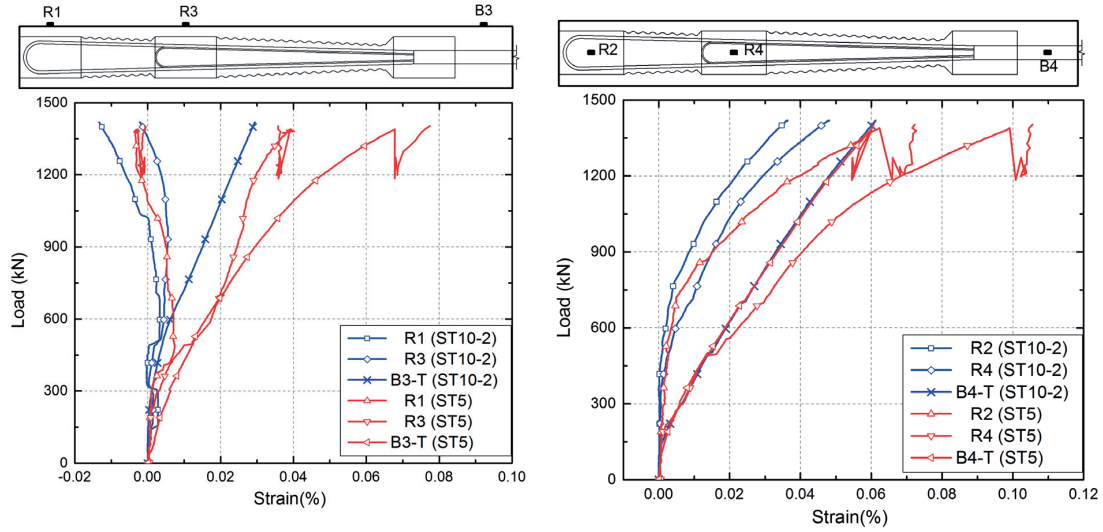 R1
R3
B3
1500
1200
900
600
300
0
Load (kN)
-0.02
0.00
0.02
0.04
0.06
0.08
0.10
Strain(%)
R1 (ST10-2)
R3 (ST10-2)
B3-T (ST10-2)
R1 (ST5)
R3 (ST5)
B3-T (ST5)
R2
R4
B4
1500
1200
900
600
300
0
Load (kN)
0.00
0.02
0.04
0.06
0.08
0.10
0.12
Strain(%)
R2 (ST10-2)
R4 (ST10-2)
B4-T (ST10-2)
R2 (ST5)
R4 (ST5)
B4-T (ST5)